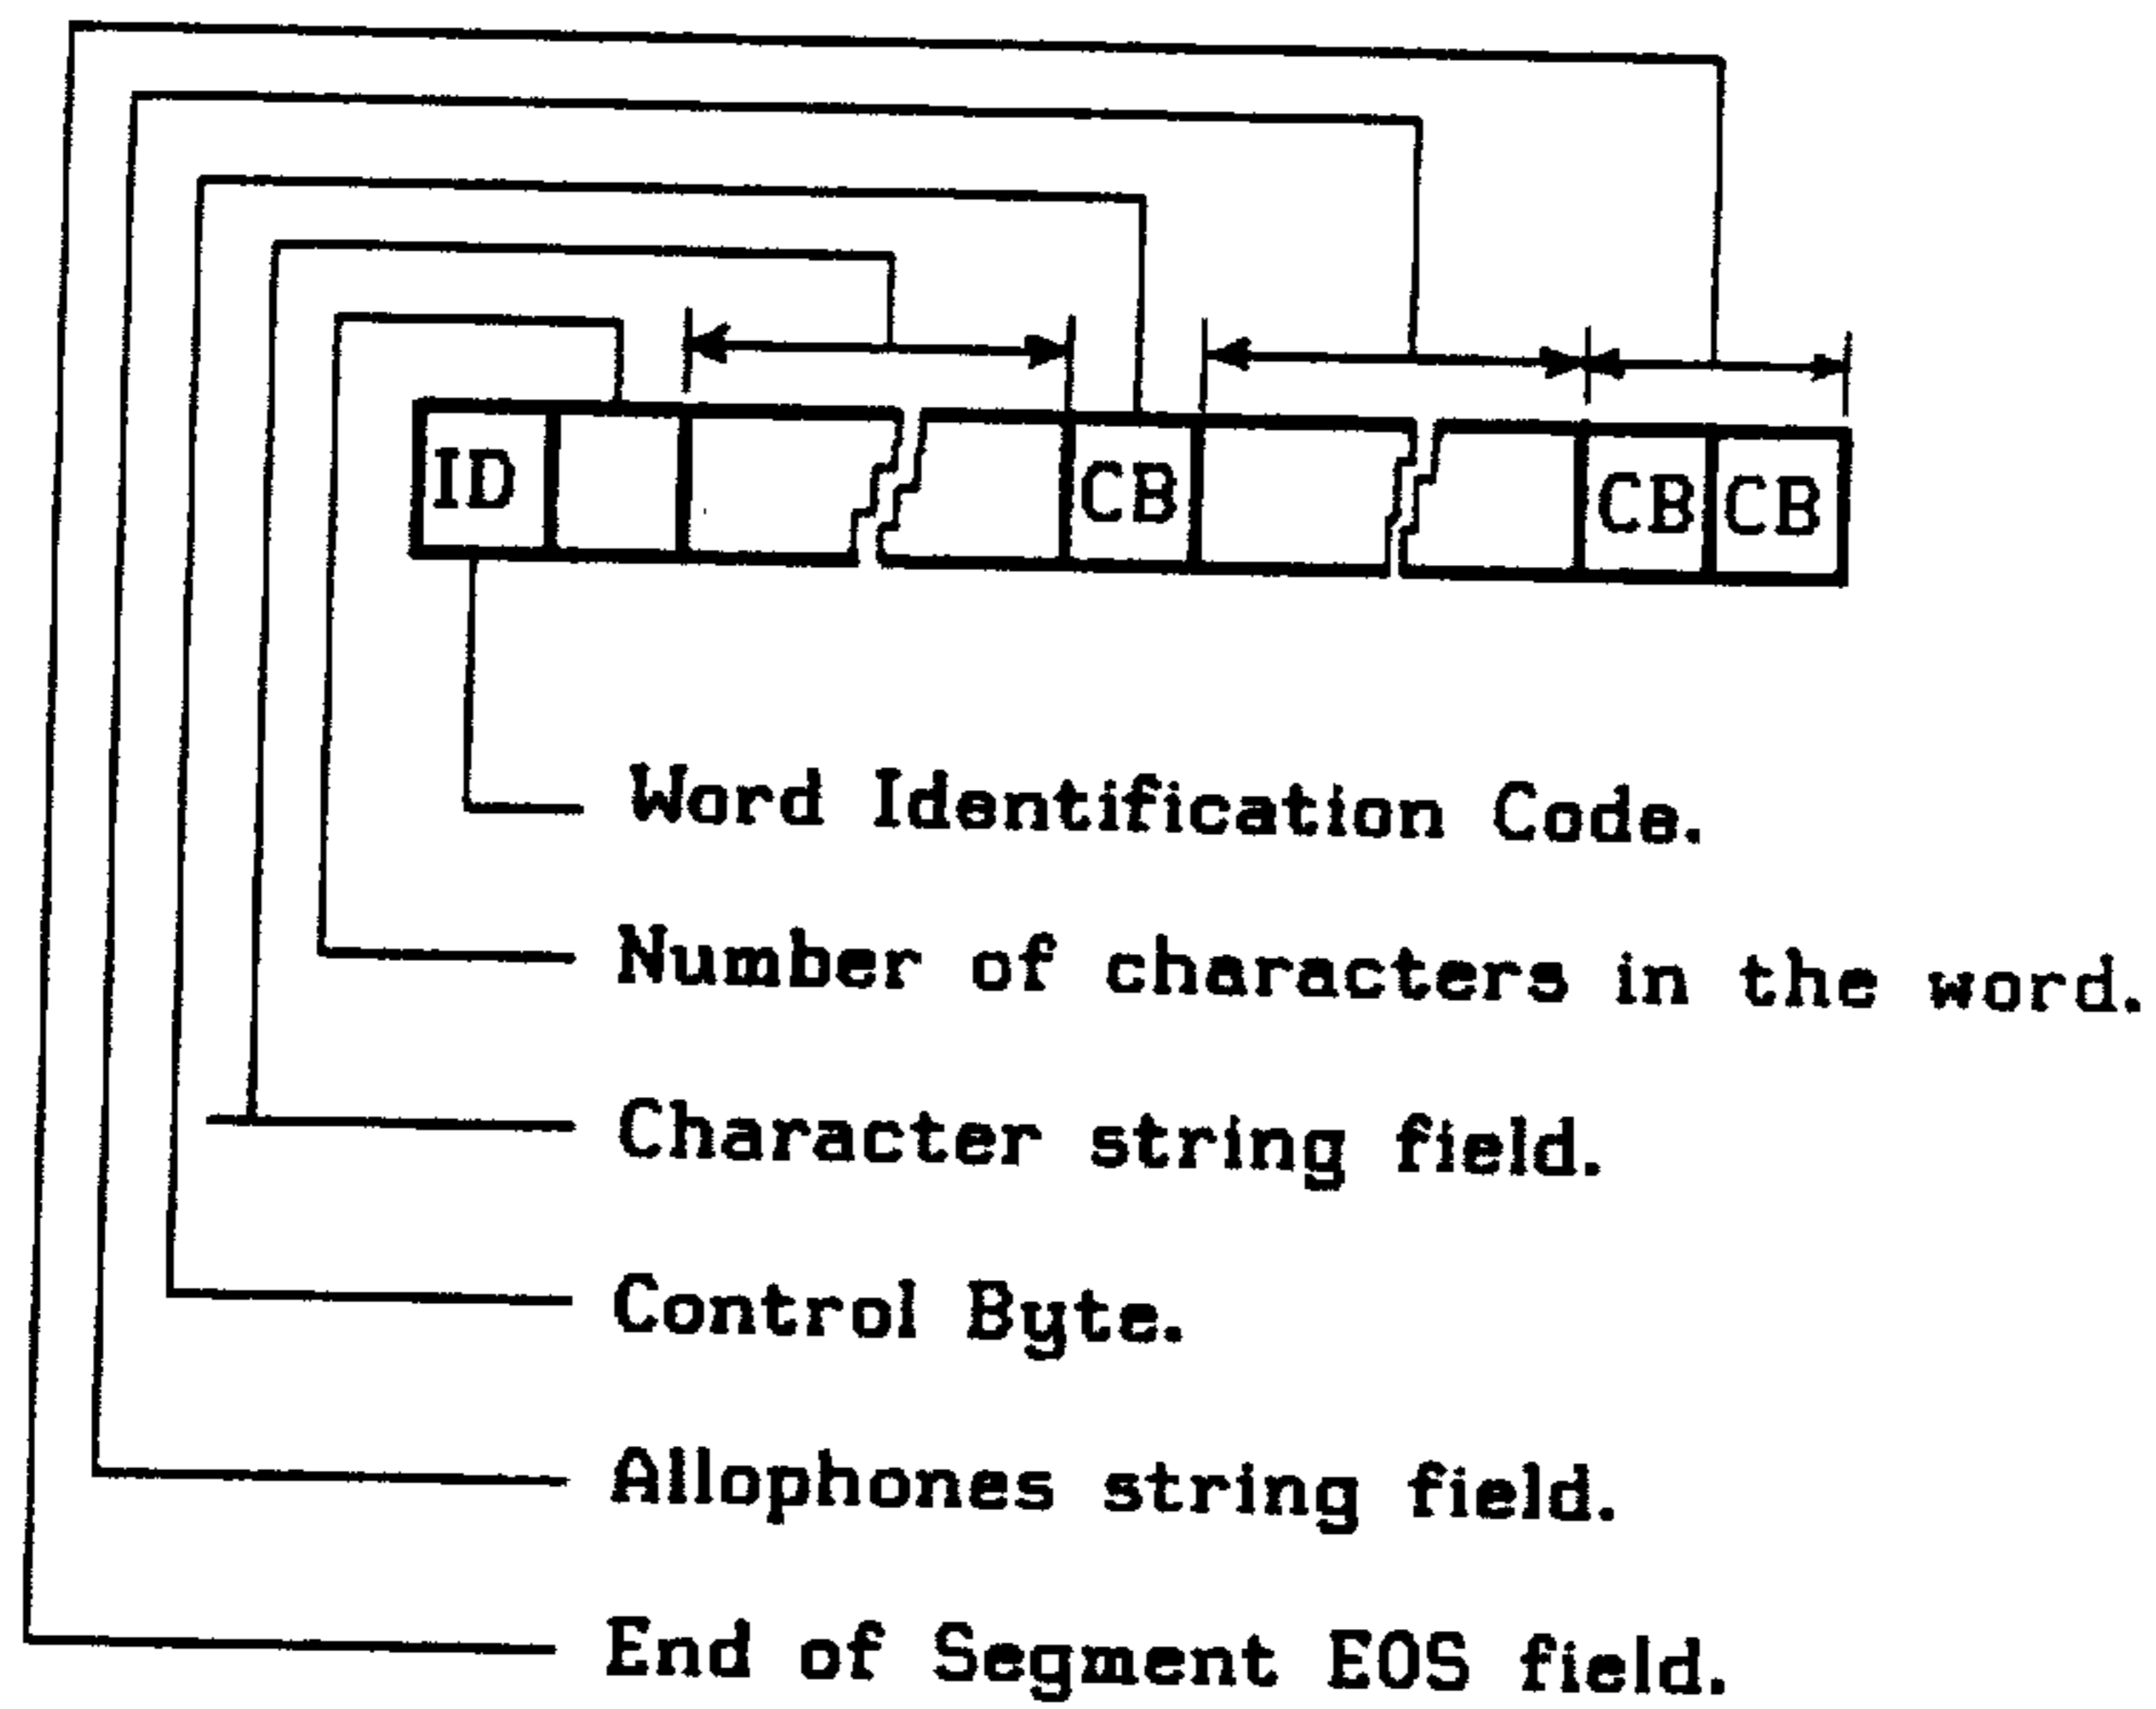 ID CB CB CB
Word Identification Code.
Number of characters in the word.
Character string field.
Control Byte.
Allophones string field.
End of Segment EOS field.